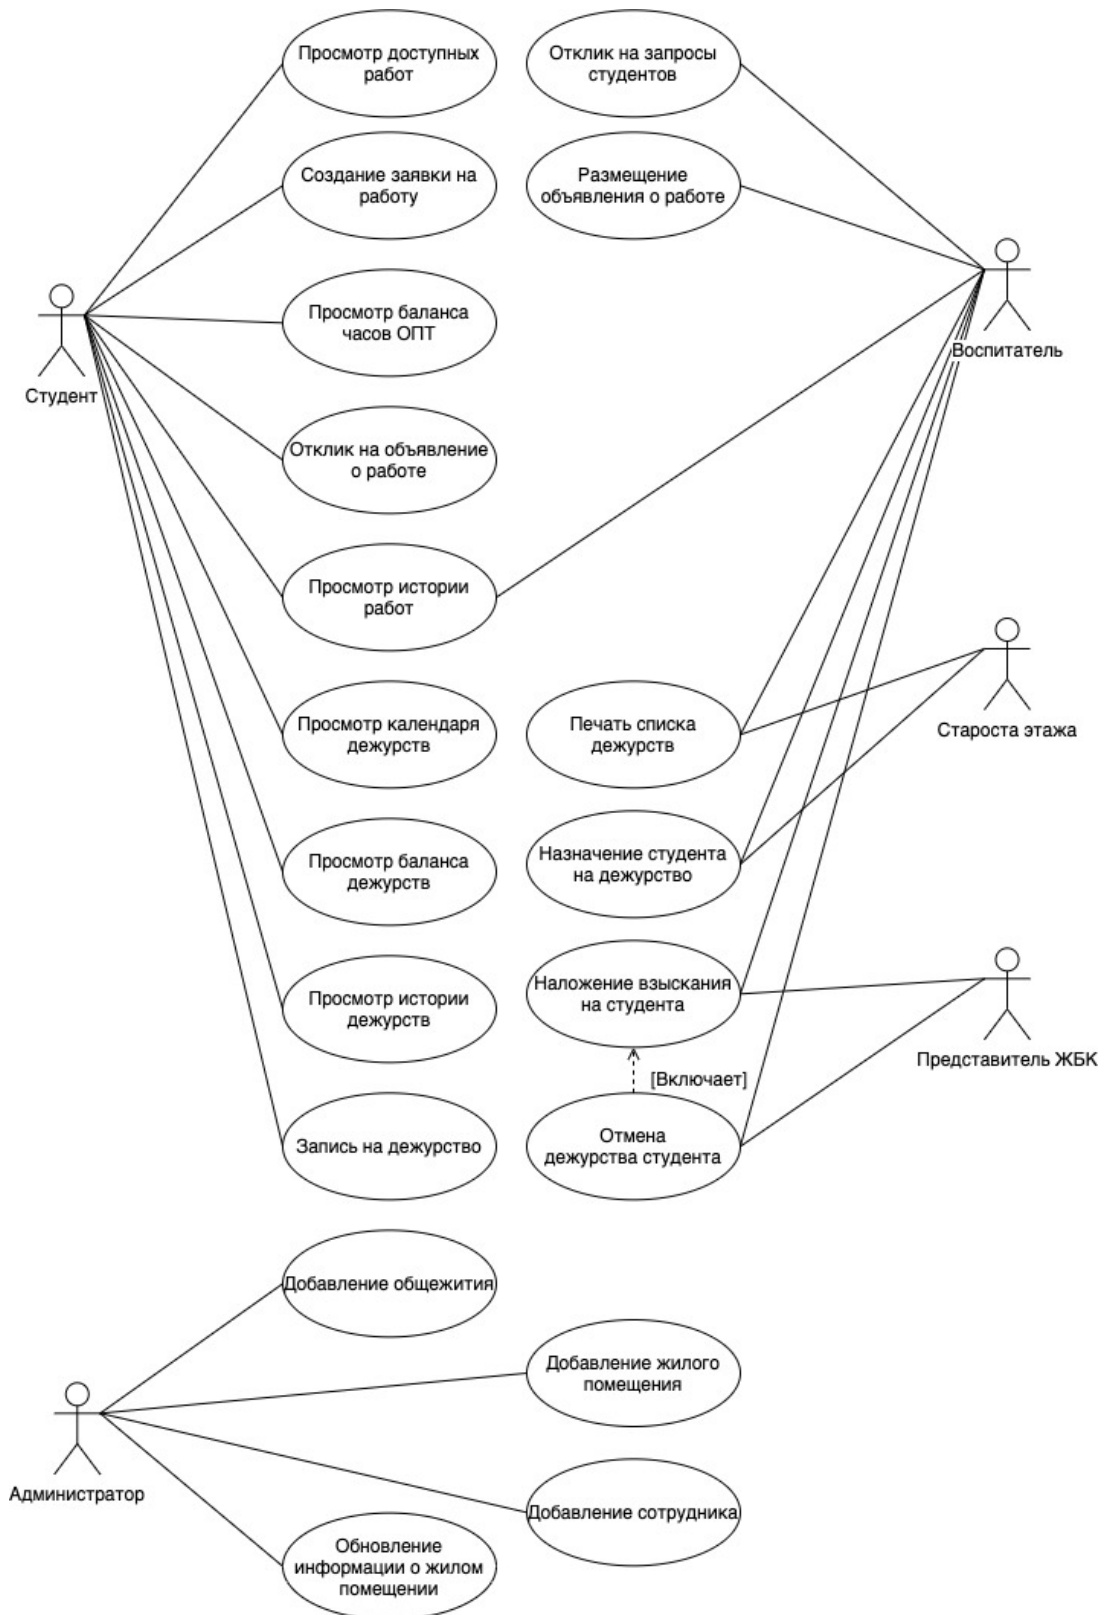 Просмотр доступных
работ
Отклик на запросы
студентов
Создание заявки на
работу
Размещение
объявления о работе
Просмотр баланса
часов ОПТ
Воспитатель
Студент
Отклик на объявление
о работе
Просмотр истории
работ
Просмотр календаря
дежурств
Печать списка
дежурств
Староста этажа
Просмотр баланса
дежурств
Назначение студента
на дежурство
Просмотр истории
дежурств
Наложение взыскания
на студента
Представитель ЖБК
[Включает]
Запись на дежурство
Отмена
дежурства студента
Добавление общежития
Добавление жилого
помещения
Администратор
Добавление сотрудника
Обновление
информации о жилом
помещении